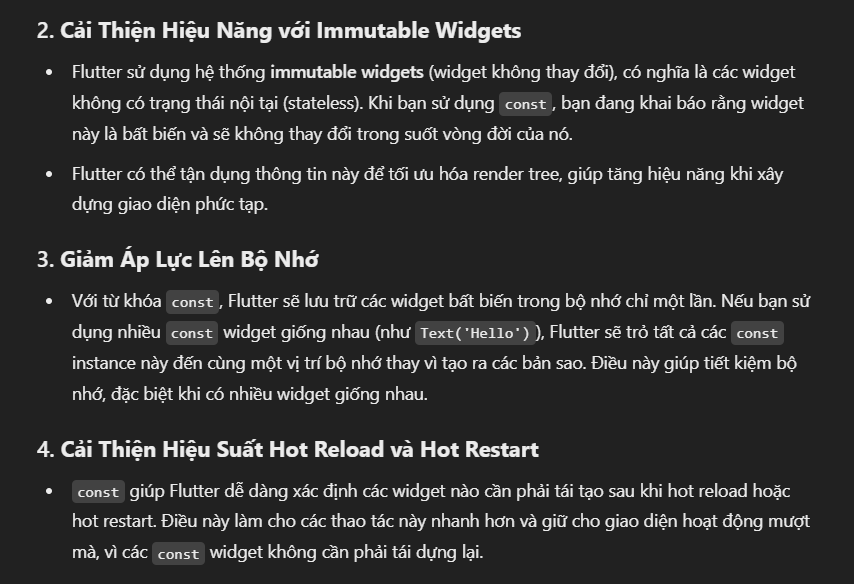 2. Cải Thiện Hiệu Năng với Immutable Widgets
• Flutter sử dụng hệ thống immutable widgets (widget không thay đổi), có nghĩa là các widget
không có trạng thái nội tại (stateless). Khi bạn sử dụng const, bạn đang khai báo rằng widget
này là bất biến và sẽ không thay đổi trong suốt vòng đời của nó.
• Flutter có thể tận dụng thông tin này để tối ưu hóa render tree, giúp tăng hiệu năng khi xây
dựng giao diện phức tạp.
3. Giảm Áp Lực Lên Bộ Nhớ
• Với từ khóa const, Flutter sẽ lưu trữ các widget bất biến trong bộ nhớ chỉ một lần. Nếu bạn sử
dụng nhiều const widget giống nhau (như Text('Hello')), Flutter sẽ trỏ tất cả các const
instance này đến cùng một vị trí bộ nhớ thay vì tạo ra các bản sao. Điều này giúp tiết kiệm bộ
nhớ, đặc biệt khi có nhiều widget giống nhau.
4. Cải Thiện Hiệu Suất Hot Reload và Hot Restart
• const giúp Flutter dễ dàng xác định các widget nào cần phải tái tạo sau khi hot reload hoặc
hot restart. Điều này làm cho các thao tác này nhanh hơn và giữ cho giao diện hoạt động mượt
mà, vì các const widget không cần phải tái dựng lại.